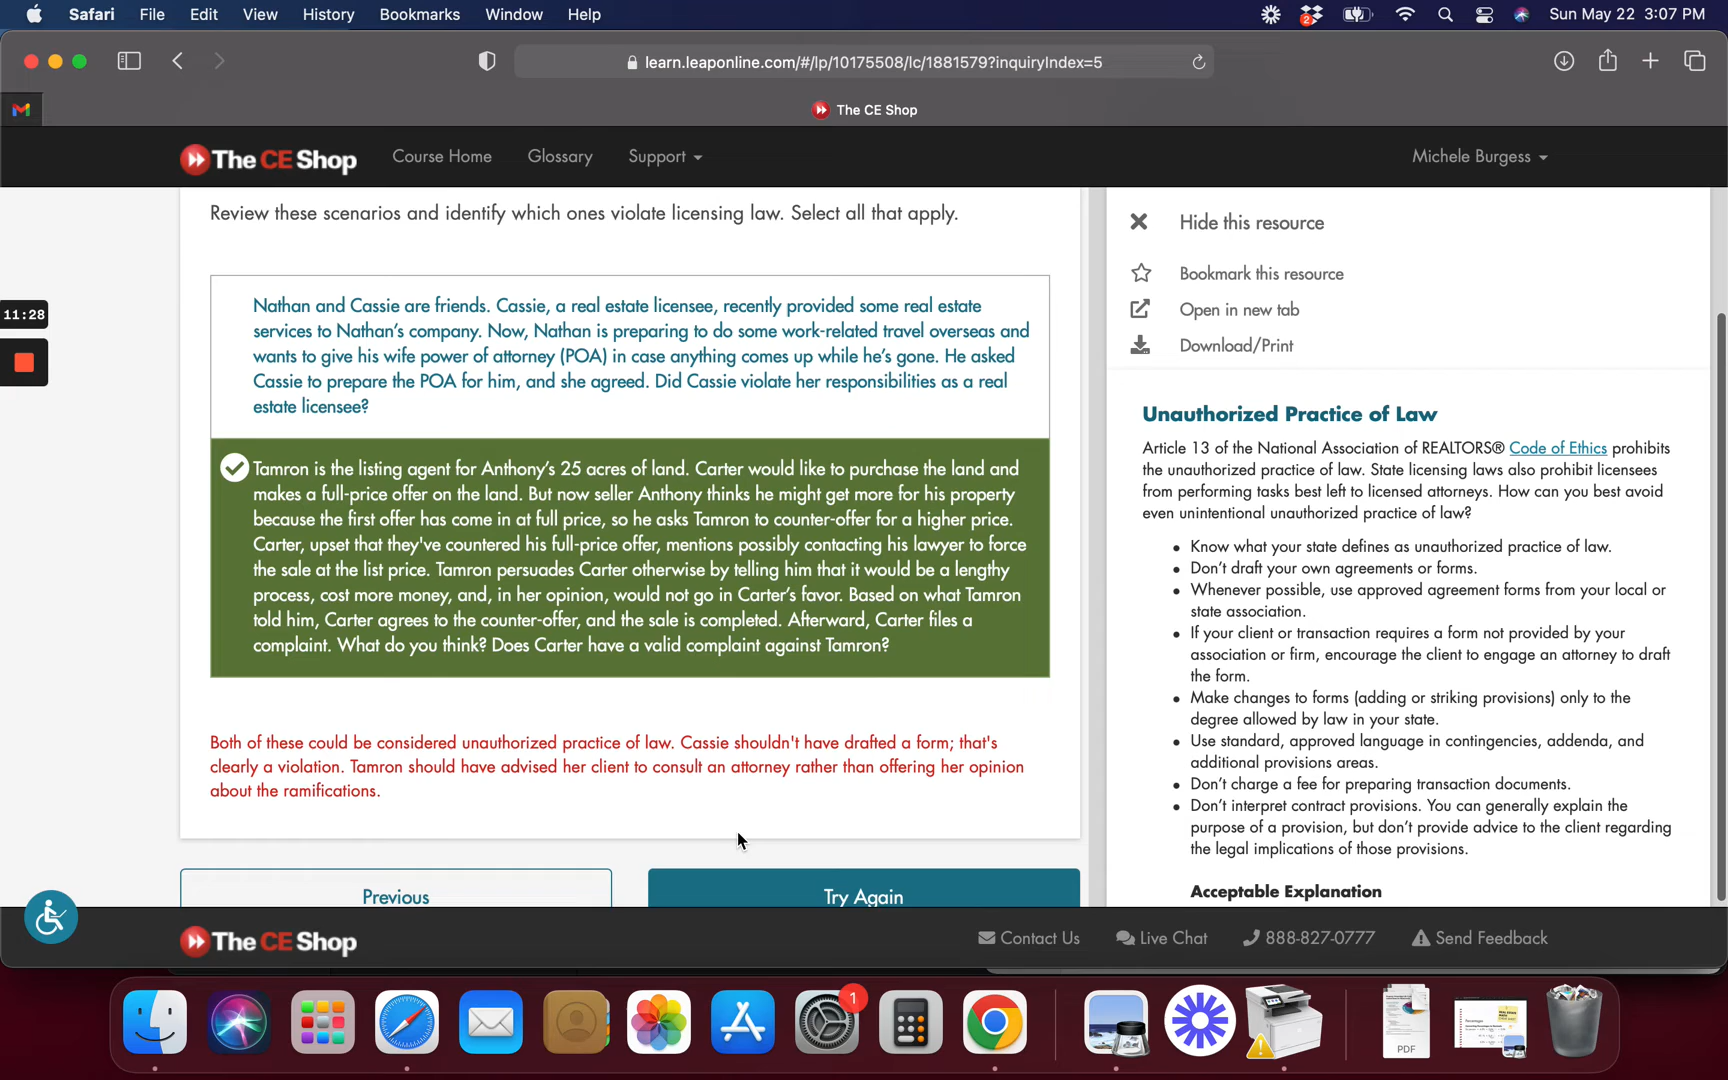 Safari File Edit View History Bookmarks Window Help
2
Sun May 22 3:07 PM
learn.leaponline.com/#/lp/10175508/lc/1881579?inquiryIndex=5
The CE Shop
The CE Shop Course Home Glossary Support Michele Burgess
11:28
Review these scenarios and identify which ones violate licensing law. Select all that apply.
Nathan and Cassie are friends. Cassie, a real estate licensee, recently provided some real estate
services to Nathan's company. Now, Nathan is preparing to do some work-related travel overseas and
wants to give his wife power of attorney (POA) in case anything comes up while he's gone. He asked
Cassie to prepare the POA for him, and she agreed. Did Cassie violate her responsibilities as a real
estate licensee?
Tamron is the listing agent for Anthony's 25 acres of land. Carter would like to purchase the land and
makes a full-price offer on the land. But now seller Anthony thinks he might get more for his property
because the first offer has come in at full price, so he asks Tamron to counter-offer for a higher price.
Carter, upset that they've countered his full-price offer, mentions possibly contacting his lawyer to force
the sale at the list price. Tamron persuades Carter otherwise by telling him that it would be a lengthy
process, cost more money, and, in her opinion, would not go in Carter's favor. Based on what Tamron
told him, Carter agrees to the counter-offer, and the sale is completed. Afterward, Carter files a
complaint. What do you think? Does Carter have a valid complaint against Tamron?
Both of these could be considered unauthorized practice of law. Cassie shouldn't have drafted a form; that's
clearly a violation. Tamron should have advised her client to consult an attorney rather than offering her opinion
about the ramifications.
Previous
Try Again
Hide this resource
Bookmark this resource
Open in new tab
Download/Print
Unauthorized Practice of Law
Article 13 of the National Association of REALTORS® Code of Ethics prohibits
the unauthorized practice of law. State licensing laws also prohibit licensees
from performing tasks best left to licensed attorneys. How can you best avoid
even unintentional unauthorized practice of law?
• Know what your state defines as unauthorized practice of law.
• Don't draft your own agreements or forms.
• Whenever possible, use approved agreement forms from your local or
state association.
• If your client or transaction requires a form not provided by your
association or firm, encourage the client to engage an attorney to draft
the form.
• Make changes to forms (adding or striking provisions) only to the
degree allowed by law in your state.
• Use standard, approved language in contingencies, addenda, and
additional provisions areas.
• Don't charge a fee for preparing transaction documents.
• Don't interpret contract provisions. You can generally explain the
purpose of a provision, but don't provide advice to the client regarding
the legal implications of those provisions.
Acceptable Explanation
The CE Shop Contact Us Live Chat 888-827-0777 Send Feedback
1
PDF